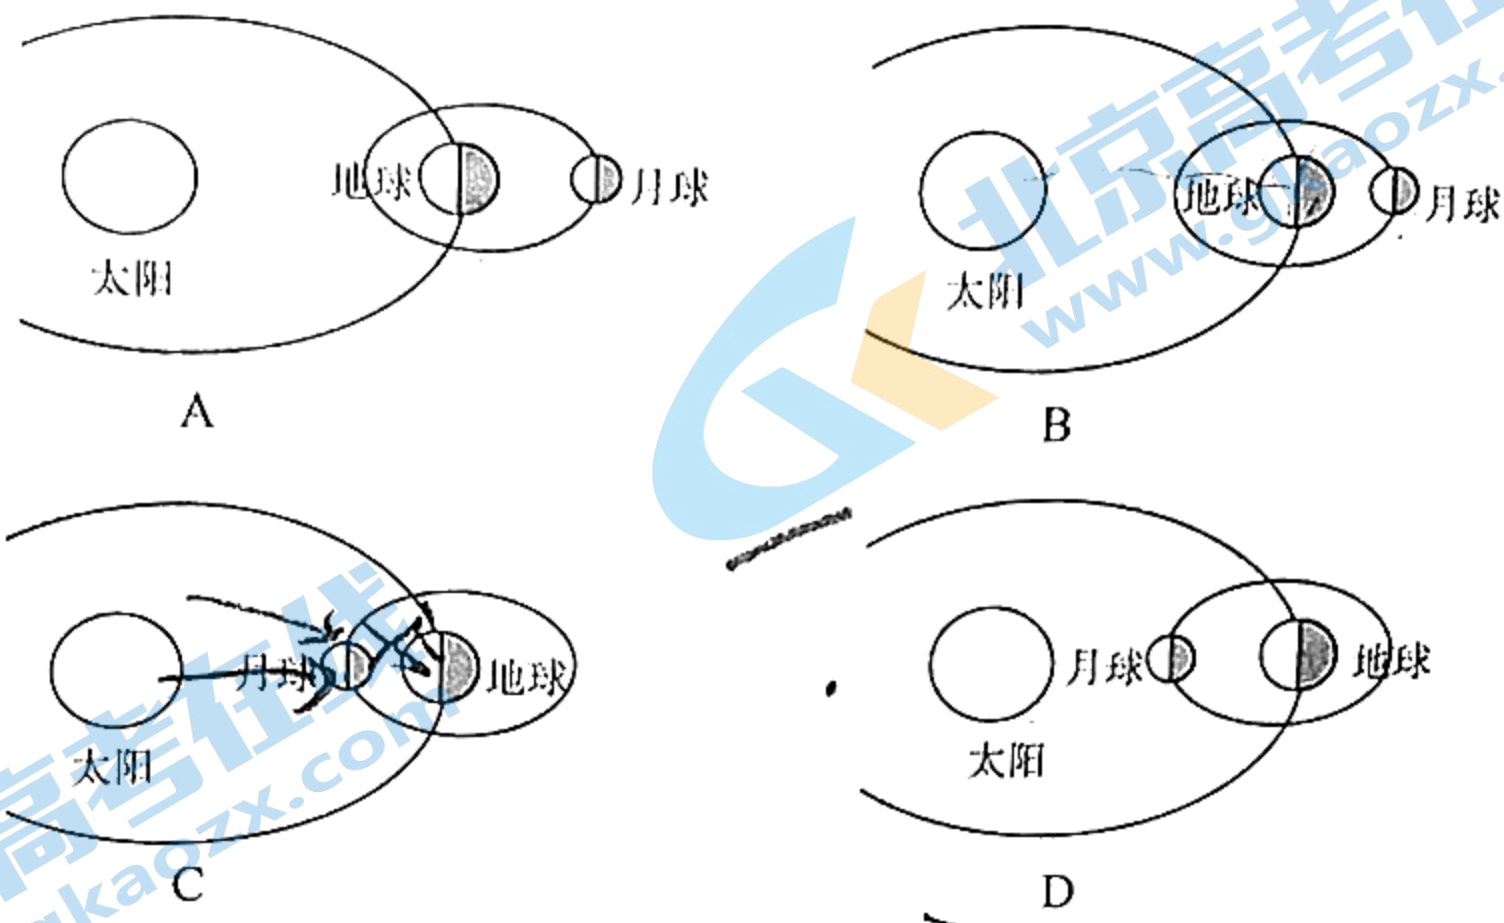 地球
月球
太阳
A
地球
月球
太阳
B
月球
地球
太阳
C
月球
地球
太阳
D
北京高考在线
www.gkaozx.
高考在线
gkaozx.com